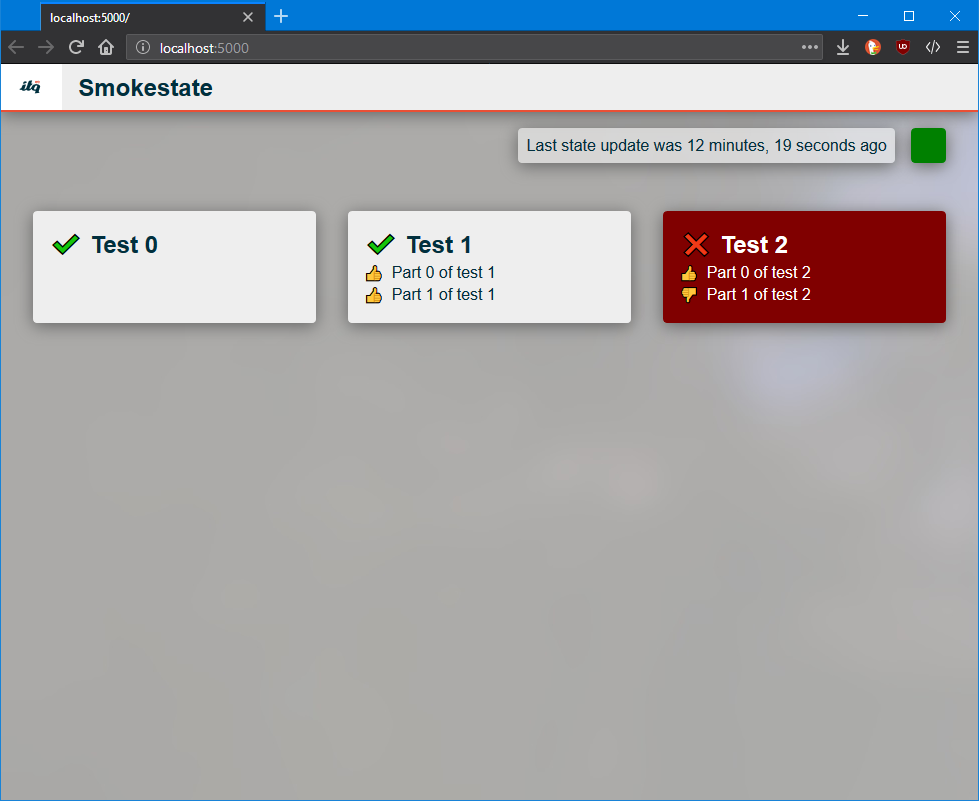 localhost:5000/
localhost:5000
itq
Smokestate
Last state update was 12 minutes, 19 seconds ago
Test 0
Test 1
Part 0 of test 1
Part 1 of test 1
Test 2
Part 0 of test 2
Part 1 of test 2